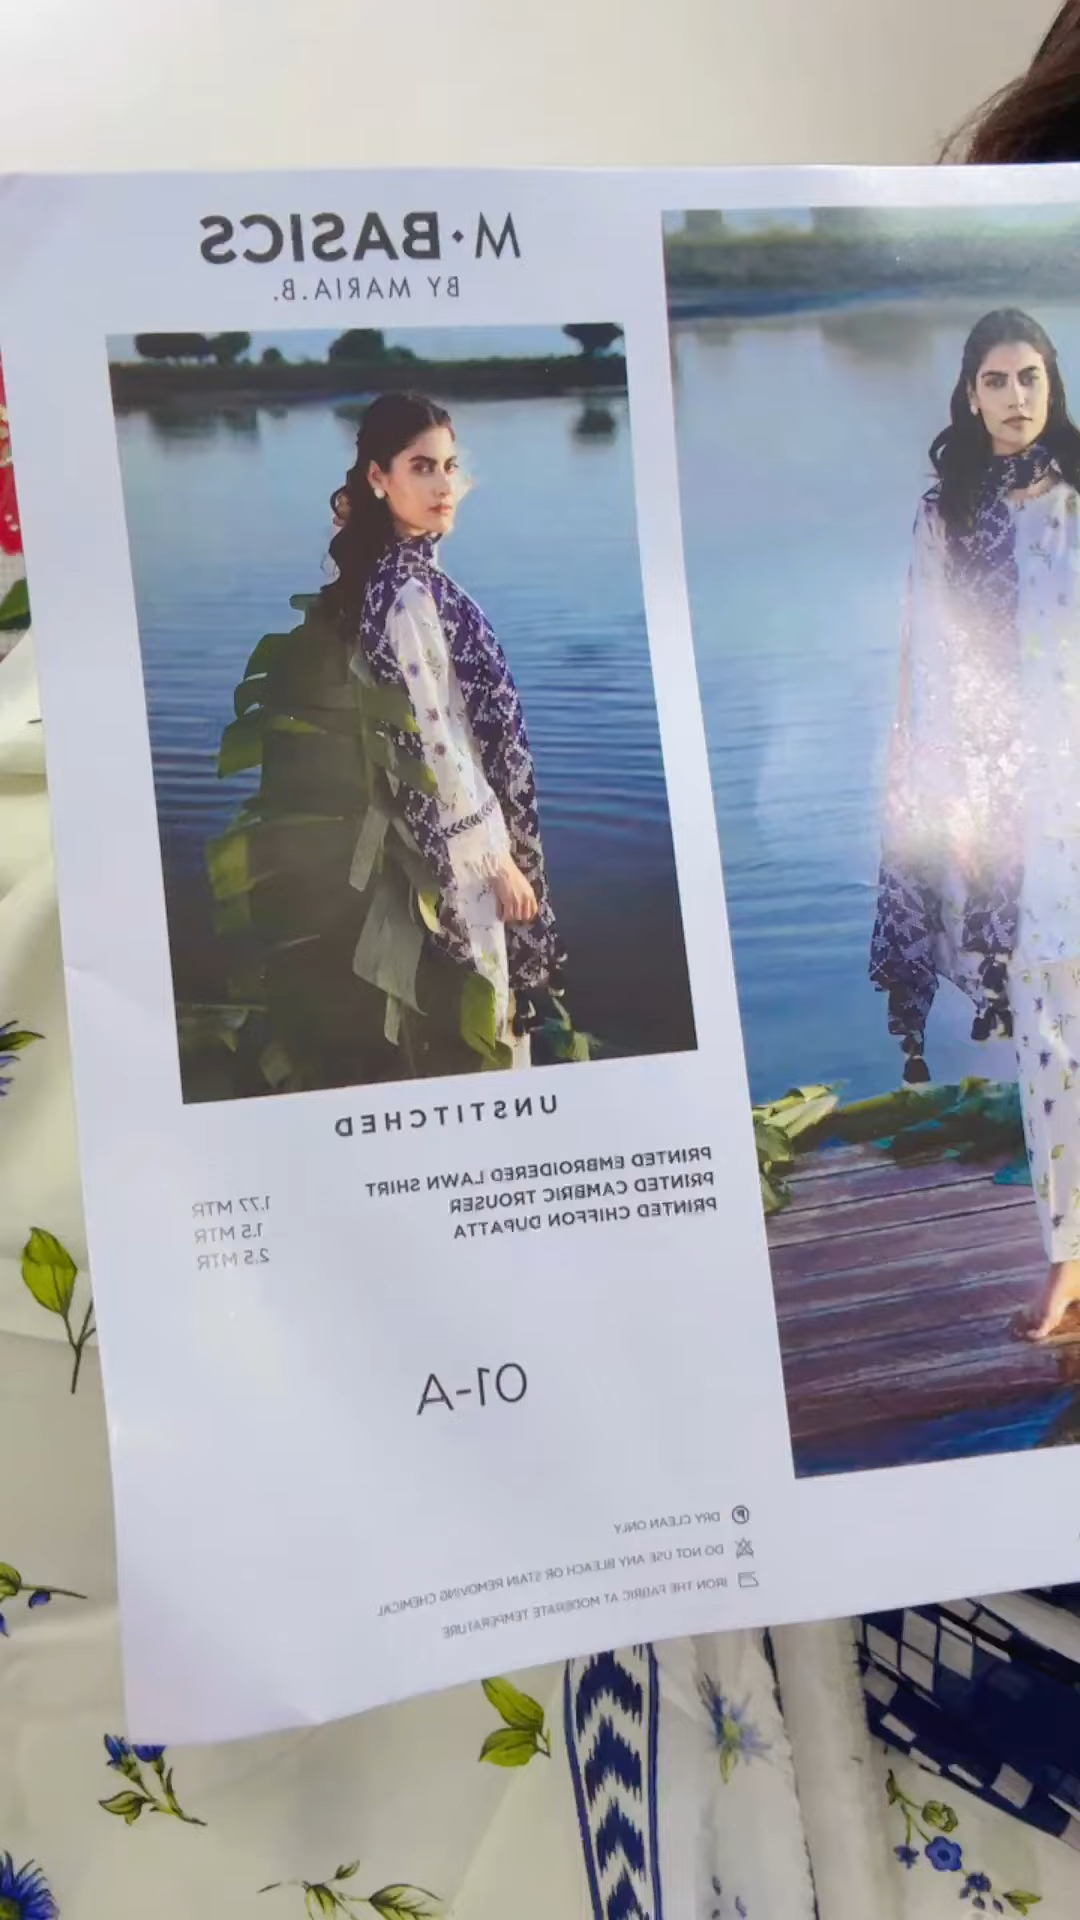 M·BASICS
BY MARIA.B.
UNSTITCHED
PRINTED EMBROIDERED LAWN SHIRT 1.77 MTR
PRINTED CAMBRIC TROUSER 1.5 MTR
PRINTED CHIFFON DUPATTA 2.5 MTR
01-A
P DRY CLEAN ONLY
DO NOT USE ANY BLEACH OR STAIN REMOVING CHEMICAL
IRON THE FABRIC AT MODERATE TEMPERATURE